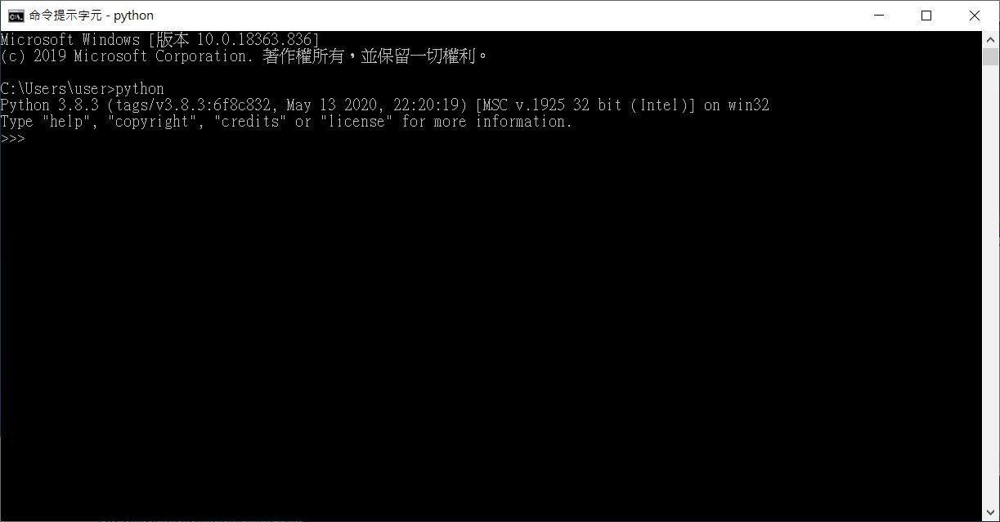 命令提示字元 - python
Microsoft Windows [版本 10.0.18363.836]
(c) 2019 Microsoft Corporation. 著作權所有，並保留一切權利。
C:\Users\user>python
Python 3.8.3 (tags/v3.8.3:6f8c832, May 13 2020, 22:20:19) [MSC v.1925 32 bit (Intel)] on win32
Type "help", "copyright", "credits" or "license" for more information.
>>>